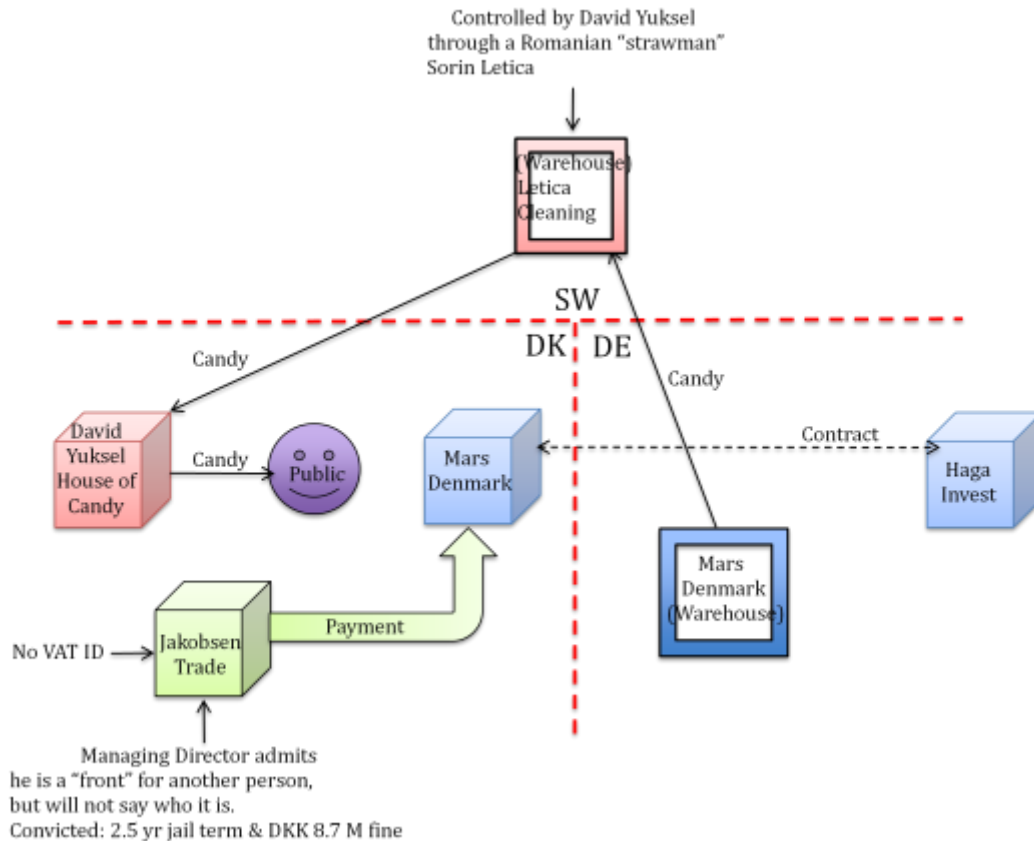 Controlled by David Yuksel
through a Romanian “strawman”
Sorin Letica
(Warehouse)
Letica
Cleaning
SW
DK
DE
Candy
Candy
David
Yuksel
House of
Candy
Candy
Public
Mars
Denmark
Contract
Haga
Invest
Mars
Denmark
(Warehouse)
No VAT ID
Jakobsen
Trade
Payment
Managing Director admits
he is a “front” for another person,
but will not say who it is.
Convicted: 2.5 yr jail term & DKK 8.7 M fine